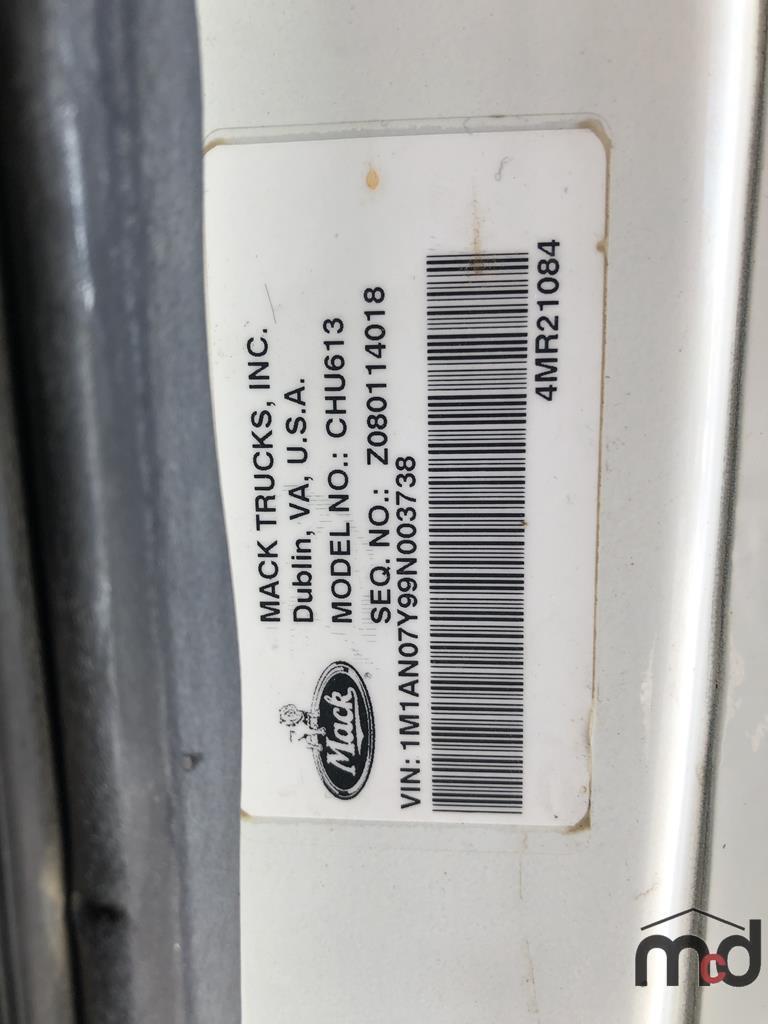 MACK TRUCKS, INC.
Dublin, VA, U.S.A.
MODEL NO.: CHU613
SEQ. NO.: Z080114018
Mack
®
VIN: 1M1AN07Y99N003738
4MR21084
mcd